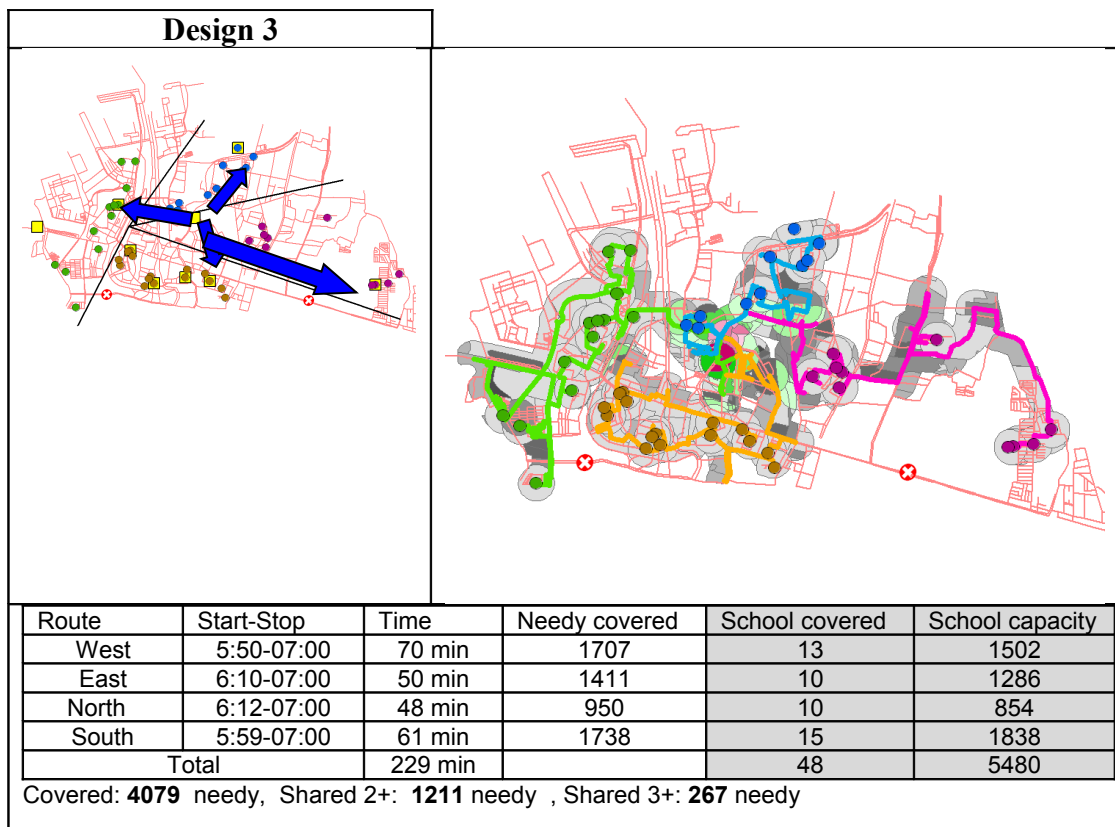 Design 3
Route Start-Stop Time Needy covered School covered School capacity
West 5:50-07:00 70 min 1707 13 1502
East 6:10-07:00 50 min 1411 10 1286
North 6:12-07:00 48 min 950 10 854
South 5:59-07:00 61 min 1738 15 1838
Total 229 min 48 5480
Covered: 4079 needy, Shared 2+: 1211 needy , Shared 3+: 267 needy